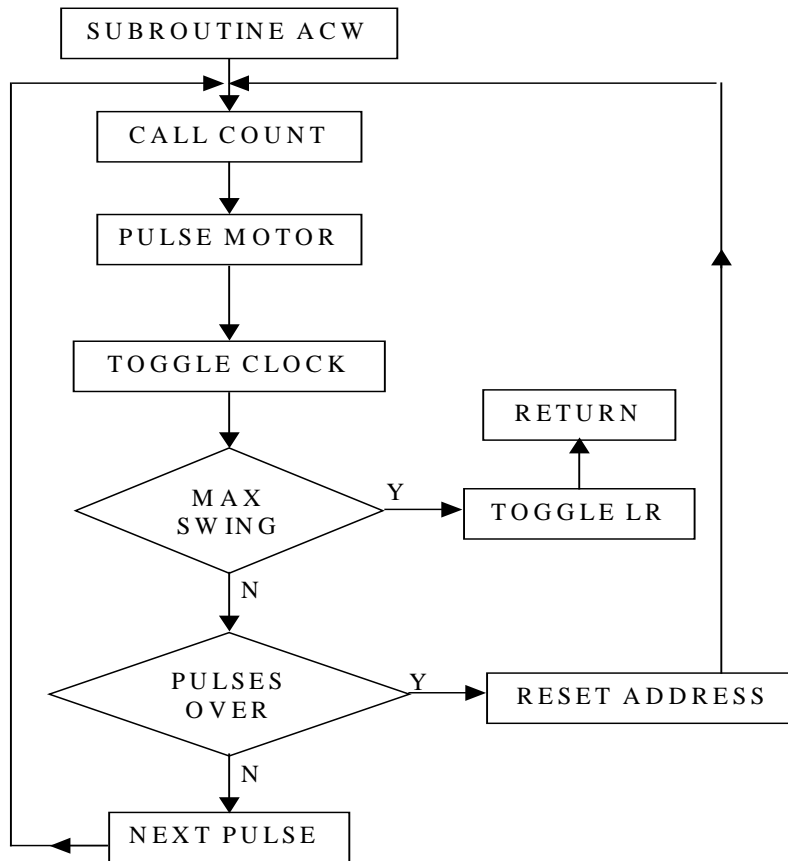 SUBROUTINE ACW
CALL COUNT
PULSE MOTOR
TOGGLE CLOCK
RETURN
MAX
SWING
Y
TOGGLE LR
N
PULSES
OVER
Y
RESET ADDRESS
N
NEXT PULSE